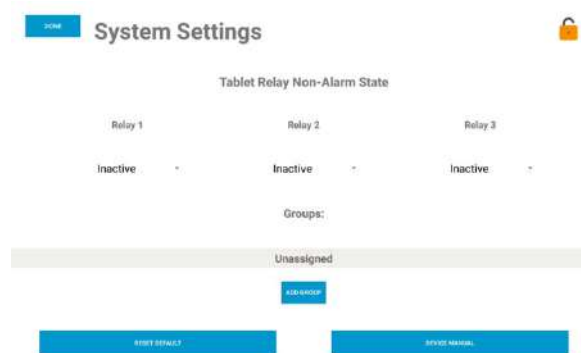 DONE
System Settings
Tablet Relay Non-Alarm State
Relay 1 Relay 2 Relay 3
Inactive Inactive Inactive
Groups:
Unassigned
ADD GROUP
RESET DEFAULT DEVICE MANUAL